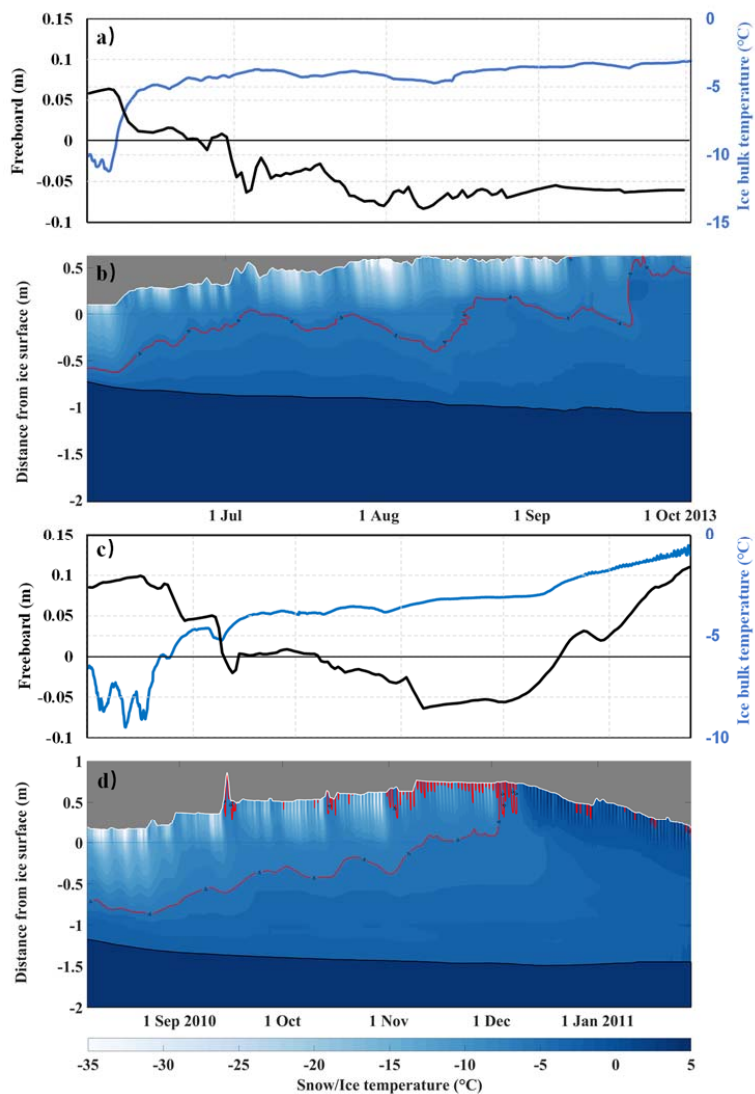 0.15
0.1
0.05
0
-0.05
-0.1
Freeboard (m)
a)
0
-5
-10
-15
Ice bulk temperature (°C)
0.5
0
-0.5
-1
-1.5
-2
Distance from ice surface (m)
b)
1 Jul
1 Aug
1 Sep
1 Oct 2013
0.15
0.1
0.05
0
-0.05
-0.1
Freeboard (m)
c)
0
-5
-10
Ice bulk temperature (°C)
1
0.5
0
-0.5
-1
-1.5
-2
Distance from ice surface (m)
d)
1 Sep 2010
1 Oct
1 Nov
1 Dec
1 Jan 2011
-35
-30
-25
-20
-15
-10
-5
0
5
Snow/Ice temperature (°C)